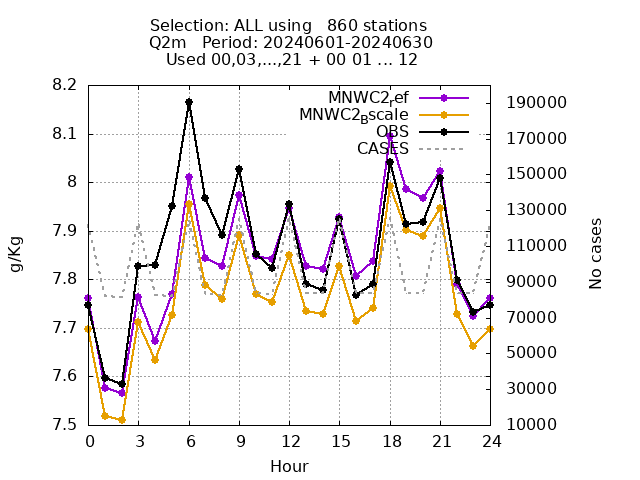 Selection: ALL using   860 stations
Q2m   Period: 20240601-20240630
Used 00,03,...,21 + 00 01 ... 12
8.2
8.1
8
7.9
7.8
7.7
7.6
7.5
g/Kg
190000
170000
150000
130000
110000
90000
70000
50000
30000
10000
No cases
MNWC2ref
MNWC2Bscale
OBS
CASES
0 3 6 9 12 15 18 21 24
Hour